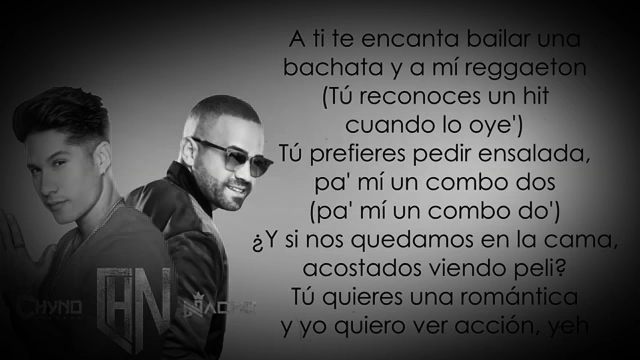 A ti te encanta bailar una
bachata y a mí reggaeton
(Tú reconoces un hit
cuando lo oye')
Tú prefieres pedir ensalada,
pa' mí un combo dos
(pa' mí un combo do')
¿Y si nos quedamos en la cama,
acostados viendo peli?
Tú quieres una romántica
y yo quiero ver acción, yeh
CHYNO
CN
NACHO